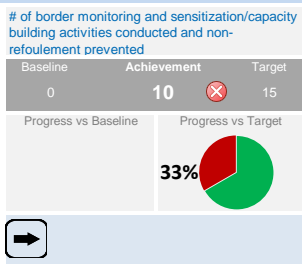 # of border monitoring and sensitization/capacity
building activities conducted and non-
refoulement prevented
Baseline Achievement Target
0 10 15
Progress vs Baseline Progress vs Target
33%